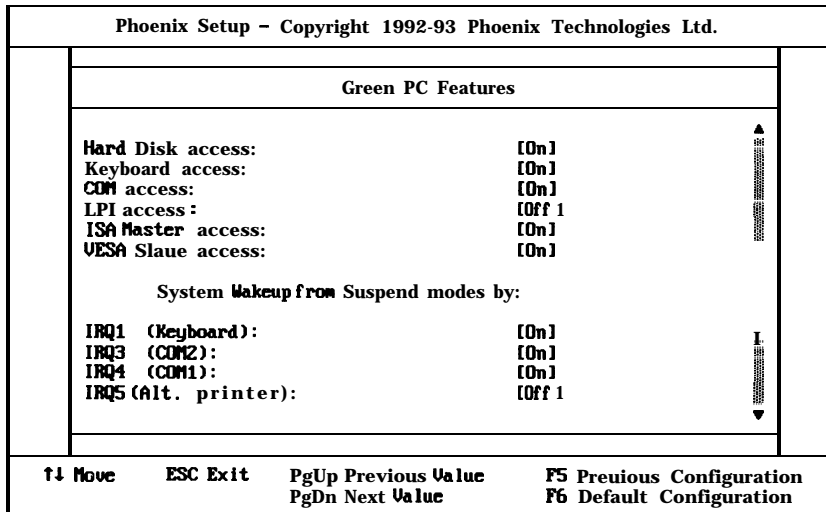 Phoenix Setup – Copyright 1992-93 Phoenix Technologies Ltd.
Green PC Features
Hard Disk access: [On]
Keyboard access: [On]
COM access: [On]
LPI access: [Off 1
ISA Master access: [On]
VESA Slaue access: [On]
System Wakeup from Suspend modes by:
IRQ1 (Keyboard): [On]
IRQ3 (COM2): [On]
IRQ4 (COM1): [On]
IRQ5 (Alt. printer): [Off 1
↑↓ Move ESC Exit PgUp Previous Value F5 Preuious Configuration
PgDn Next Value F6 Default Configuration